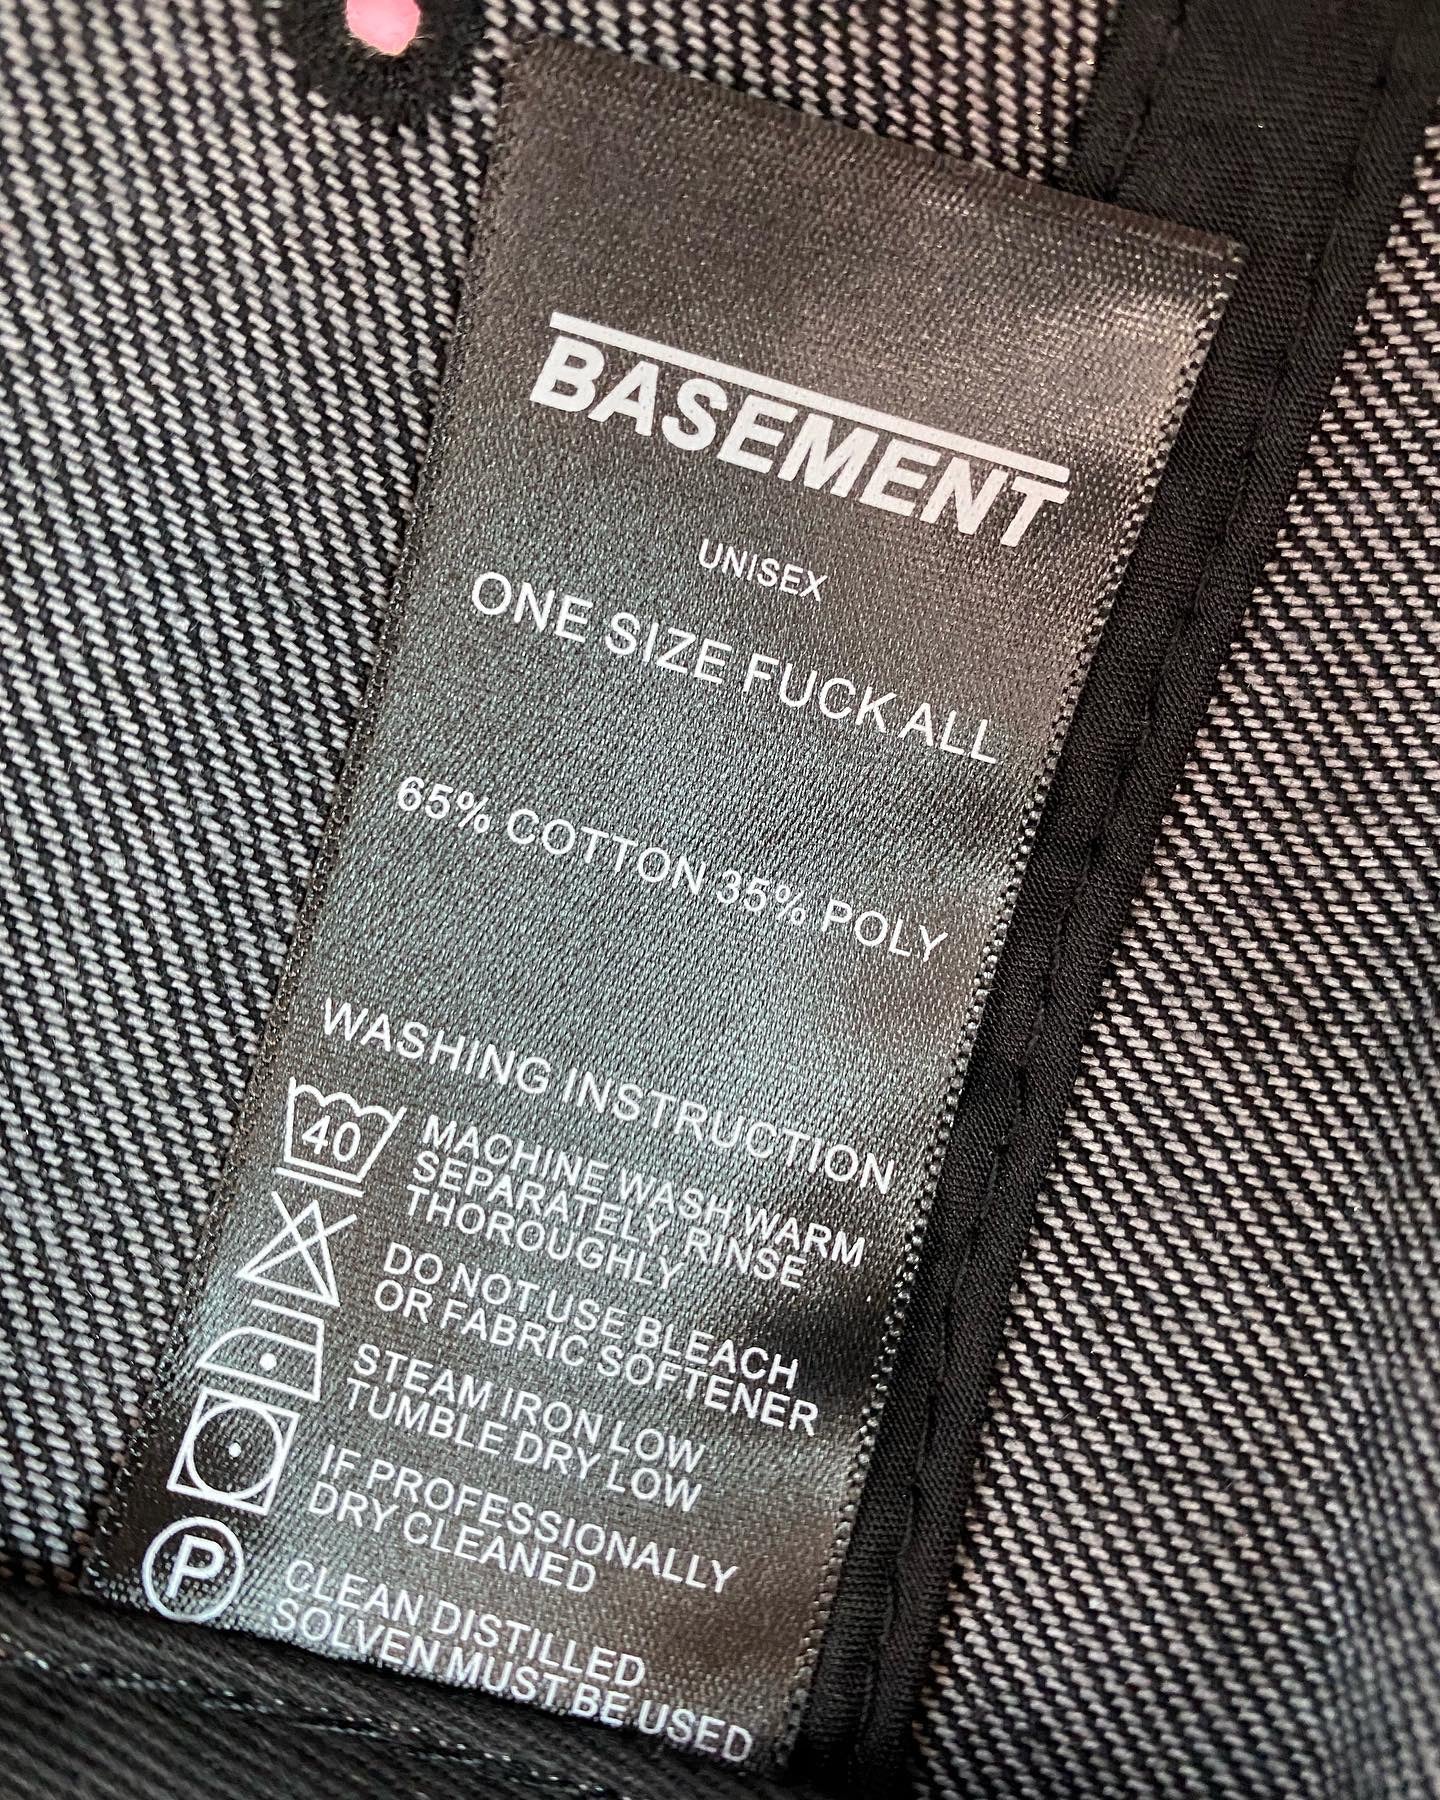 BASEMENT
UNISEX
ONE SIZE FUCK ALL
65% COTTON 35% POLY
WASHING INSTRUCTION
40
MACHINE WASH WARM
SEPARATELY, RINSE
THOROUGHLY
DO NOT USE BLEACH
OR FABRIC SOFTENER
STEAM IRON LOW
TUMBLE DRY LOW
IF PROFESSIONALLY
DRY CLEANED
P
CLEAN DISTILLED
SOLVEN MUST BE USED